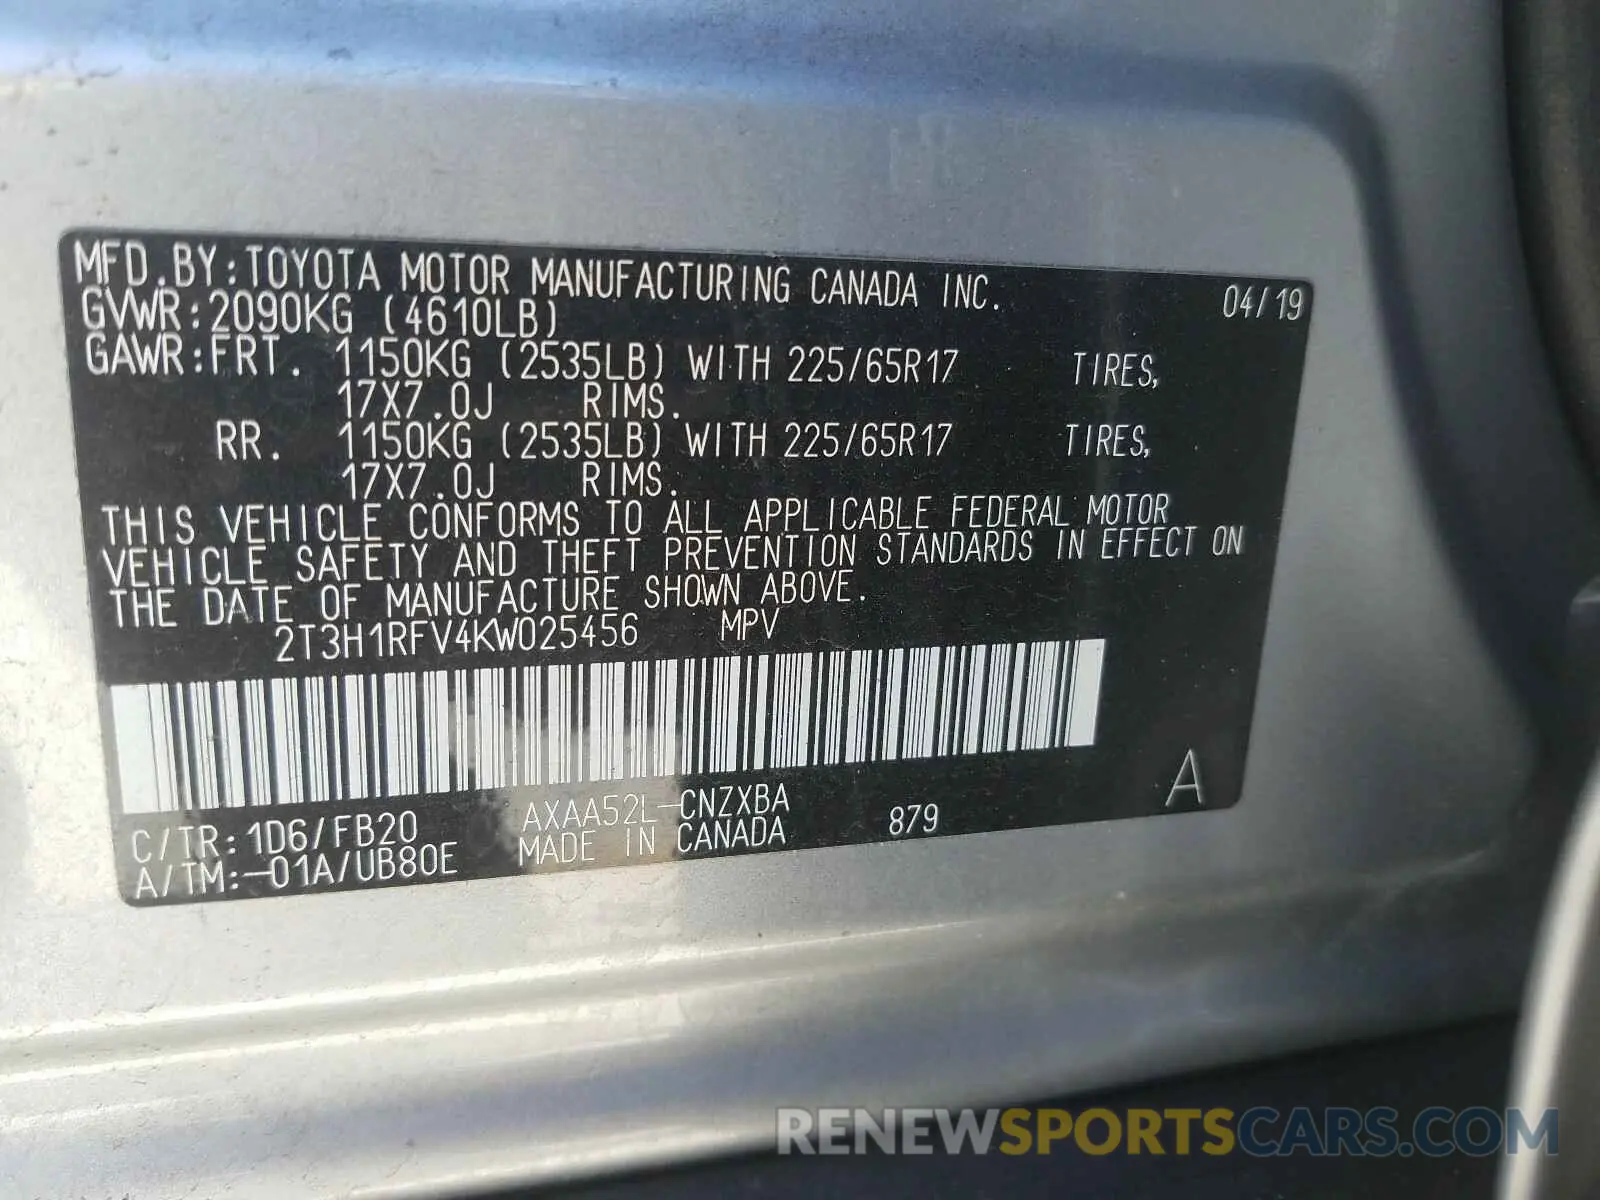 MFD.BY:TOYOTA MOTOR MANUFACTURING CANADA INC. 04/19
GVWR:2090KG (4610LB)
GAWR:FRT. 1150KG (2535LB) WITH 225/65R17 TIRES,
17X7.0J RIMS.
RR. 1150KG (2535LB) WITH 225/65R17 TIRES,
17X7.0J RIMS.
THIS VEHICLE CONFORMS TO ALL APPLICABLE FEDERAL MOTOR
VEHICLE SAFETY AND THEFT PREVENTION STANDARDS IN EFFECT ON
THE DATE OF MANUFACTURE SHOWN ABOVE.
2T3H1RFV4KW025456 MPV
C/TR:1D6/FB20 AXAA52L-CNZXBA 879 A
A/TM:-01A/UB80E MADE IN CANADA
RENEWSPORTSCARS.COM